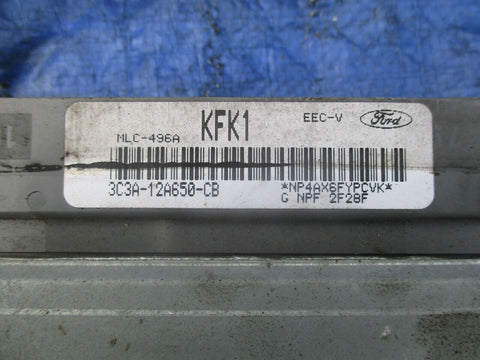 KFK1
EEC-V
Ford
MLC-496A
3C3A-12A650-CB
*NP4AX6FYPCVK*
G NPF 2F28F